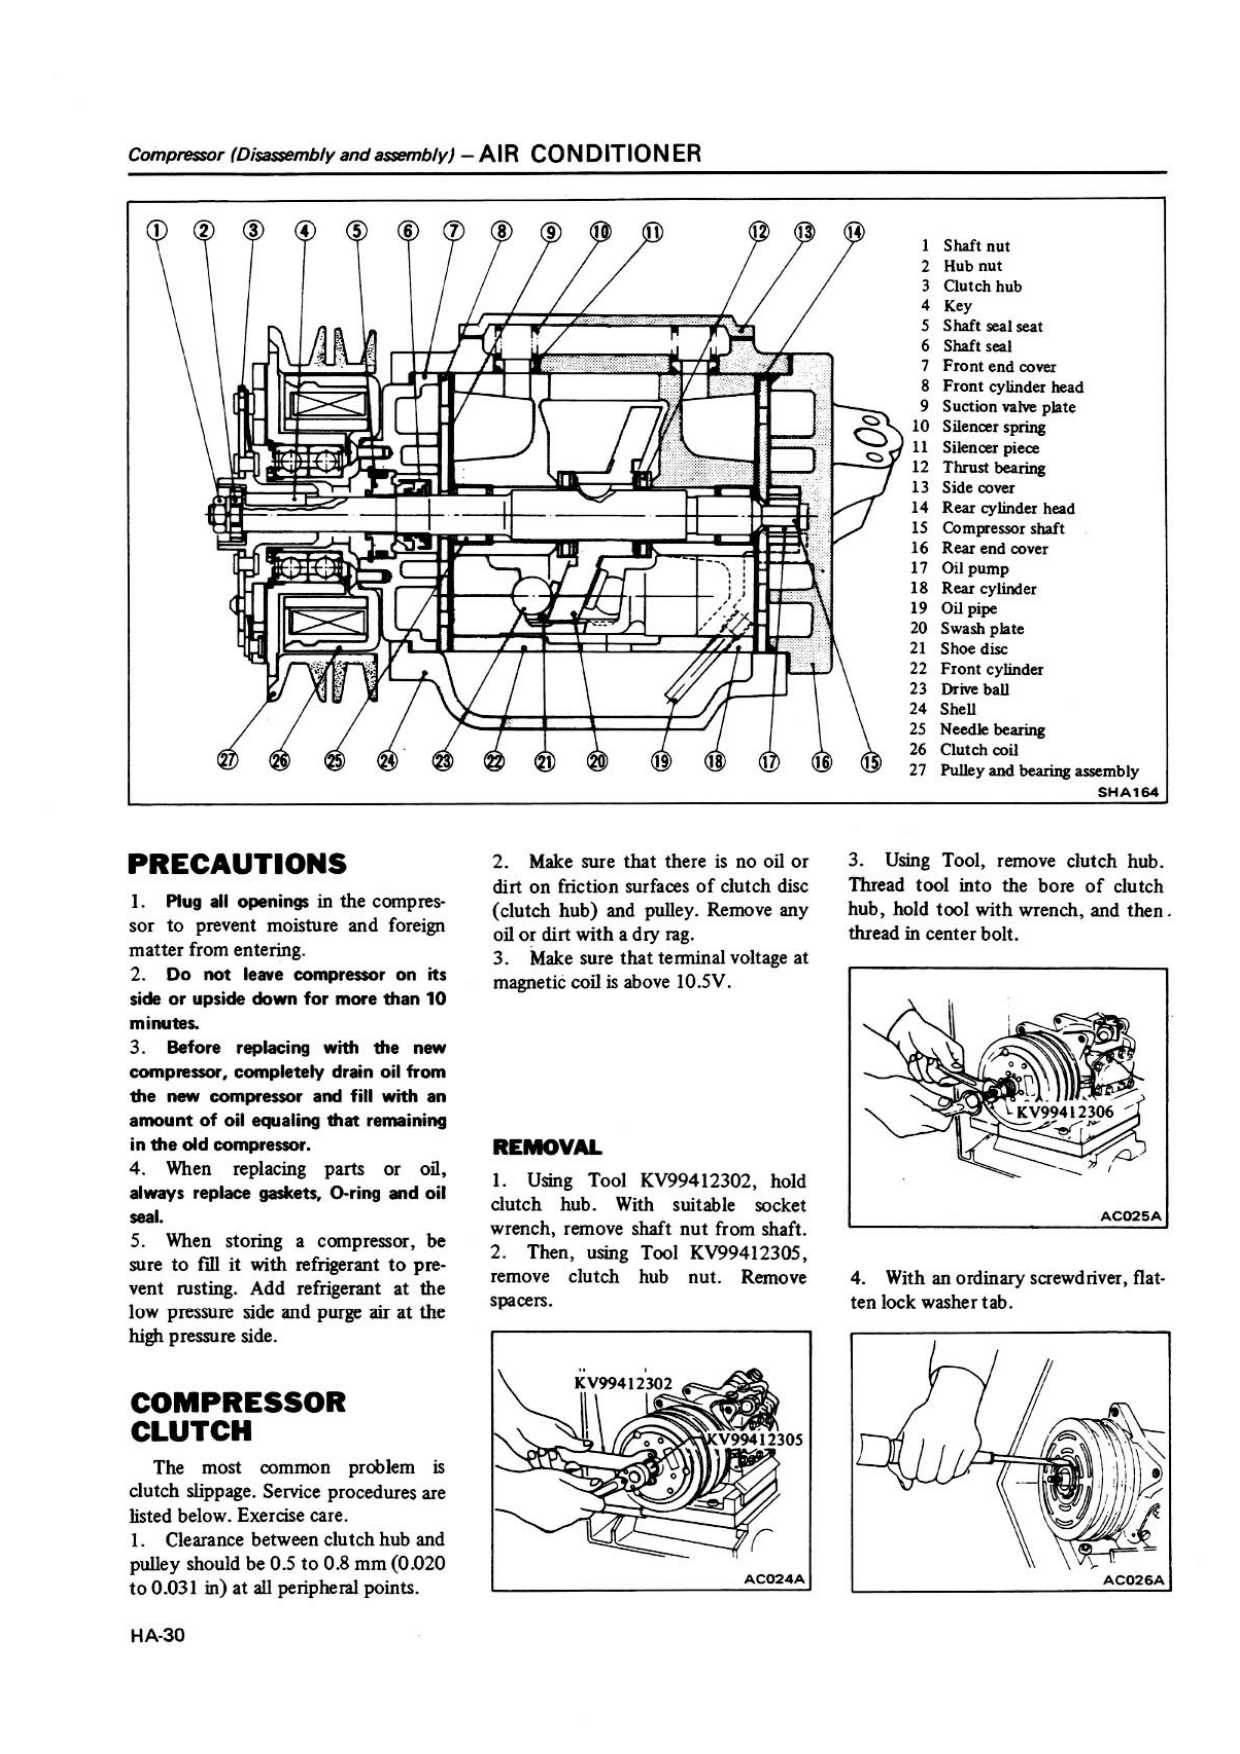 Compressor (Disassembly and assembly) – AIR CONDITIONER
1 2 3 4 5 6 7 8 9 10 11 12 13 14
1 Shaft nut
2 Hub nut
3 Clutch hub
4 Key
5 Shaft seal seat
6 Shaft seal
7 Front end cover
8 Front cylinder head
9 Suction valve plate
10 Silencer spring
11 Silencer piece
12 Thrust bearing
13 Side cover
14 Rear cylinder head
15 Compressor shaft
16 Rear end cover
17 Oil pump
18 Rear cylinder
19 Oil pipe
20 Swash plate
21 Shoe disc
22 Front cylinder
23 Drive ball
24 Shell
25 Needle bearing
26 Clutch coil
27 Pulley and bearing assembly
27 26 25 24 23 22 21 20 19 18 17 16 15
SHA164
PRECAUTIONS
1. Plug all openings in the compres-
sor to prevent moisture and foreign
matter from entering.
2. Do not leave compressor on its
side or upside down for more than 10
minutes.
3. Before replacing with the new
compressor, completely drain oil from
the new compressor and fill with an
amount of oil equaling that remaining
in the old compressor.
4. When replacing parts or oil,
always replace gaskets, O-ring and oil
seal.
5. When storing a compressor, be
sure to fill it with refrigerant to pre-
vent rusting. Add refrigerant at the
low pressure side and purge air at the
high pressure side.
COMPRESSOR
CLUTCH
The most common problem is
clutch slippage. Service procedures are
listed below. Exercise care.
1. Clearance between clutch hub and
pulley should be 0.5 to 0.8 mm (0.020
to 0.031 in) at all peripheral points.
2. Make sure that there is no oil or
dirt on friction surfaces of clutch disc
(clutch hub) and pulley. Remove any
oil or dirt with a dry rag.
3. Make sure that terminal voltage at
magnetic coil is above 10.5V.
REMOVAL
1. Using Tool KV99412302, hold
clutch hub. With suitable socket
wrench, remove shaft nut from shaft.
2. Then, using Tool KV99412305,
remove clutch hub nut. Remove
spacers.
KV99412302
KV99412305
AC024A
3. Using Tool, remove clutch hub.
Thread tool into the bore of clutch
hub, hold tool with wrench, and then
thread in center bolt.
KV99412306
AC025A
4. With an ordinary screwdriver, flat-
ten lock washer tab.
AC026A
HA-30